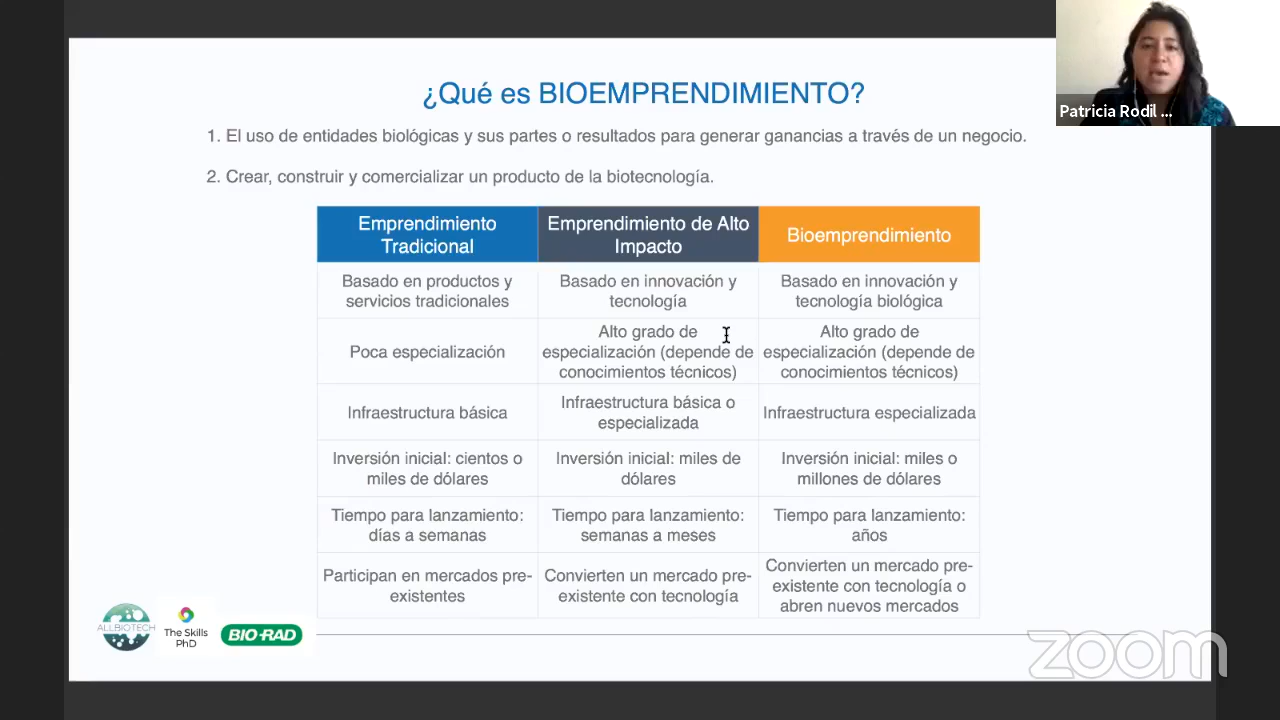 ¿Qué es BIOEMPRENDIMIENTO?
Patricia Rodil ...
1. El uso de entidades biológicas y sus partes o resultados para generar ganancias a través de un negocio.
2. Crear, construir y comercializar un producto de la biotecnología.
Emprendimiento
Tradicional
Emprendimiento de Alto
Impacto
Bioemprendimiento
Basado en productos y
servicios tradicionales
Basado en innovación y
tecnología
Basado en innovación y
tecnología biológica
Poca especialización
Alto grado de
especialización (depende de
conocimientos técnicos)
Alto grado de
especialización (depende de
conocimientos técnicos)
Infraestructura básica
Infraestructura básica o
especializada
Infraestructura especializada
Inversión inicial: cientos o
miles de dólares
Inversión inicial: miles de
dólares
Inversión inicial: miles o
millones de dólares
Tiempo para lanzamiento:
días a semanas
Tiempo para lanzamiento:
semanas a meses
Tiempo para lanzamiento:
años
Participan en mercados pre-
existentes
Convierten un mercado pre-
existente con tecnología
Convierten un mercado pre-
existente con tecnología o
abren nuevos mercados
ALLBIOTECH
The Skills
PhD
BIO-RAD
zoom